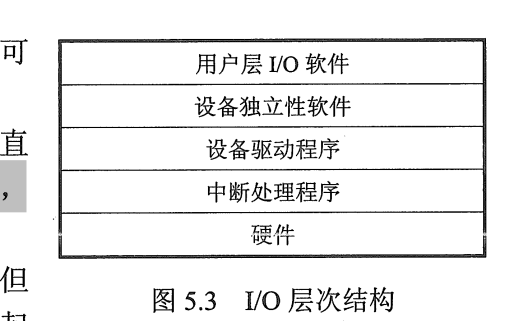 可
直
，
但
用户层 I/O 软件
设备独立性软件
设备驱动程序
中断处理程序
硬件
图 5.3 I/O 层次结构